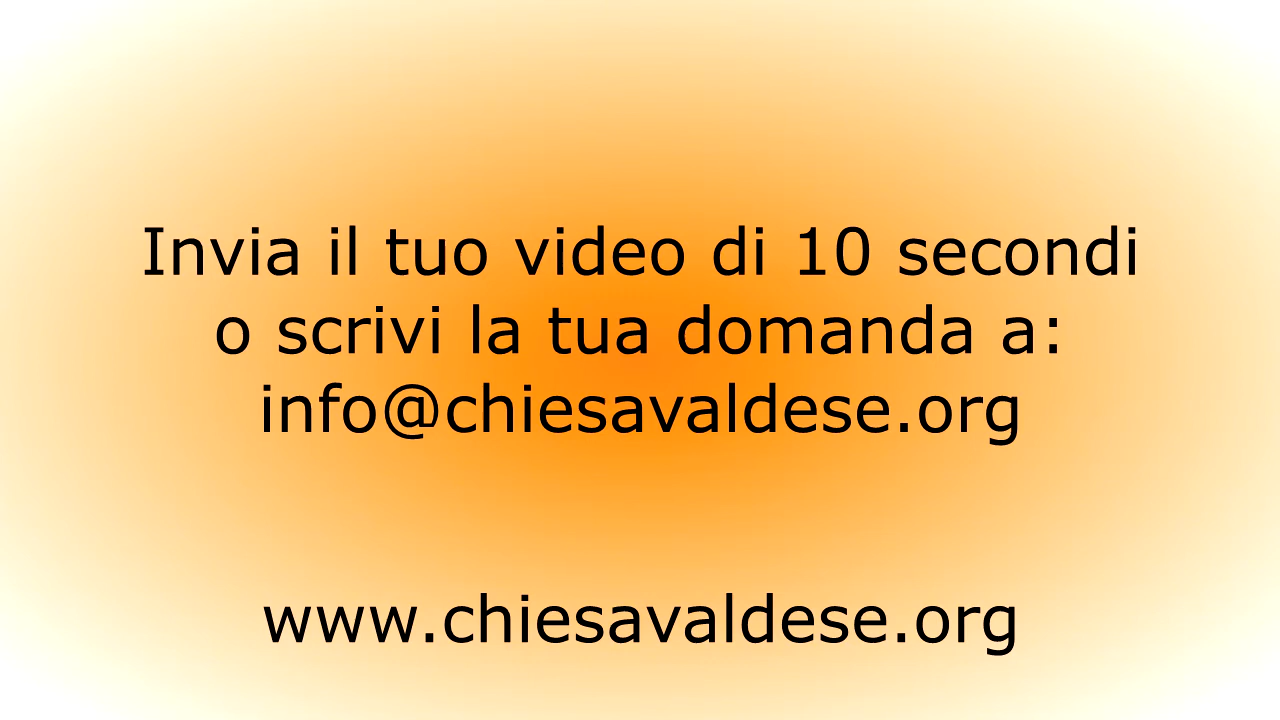 Invia il tuo video di 10 secondi
o scrivi la tua domanda a:
info@chiesavaldese.org
www.chiesavaldese.org